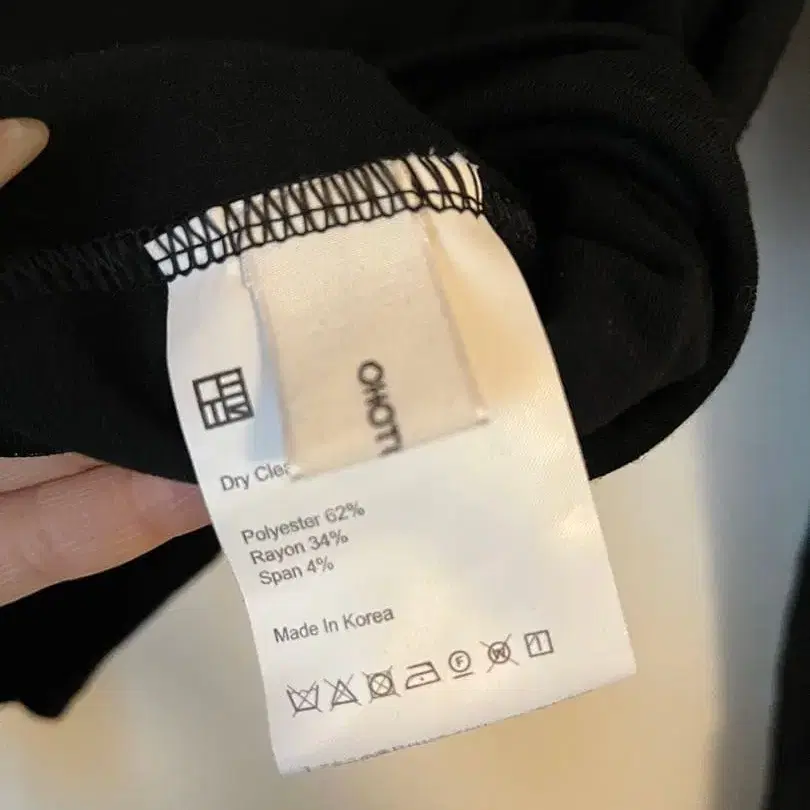 Dry Clea
Polyester 62%
Rayon 34%
Span 4%
Made In Korea
F
W